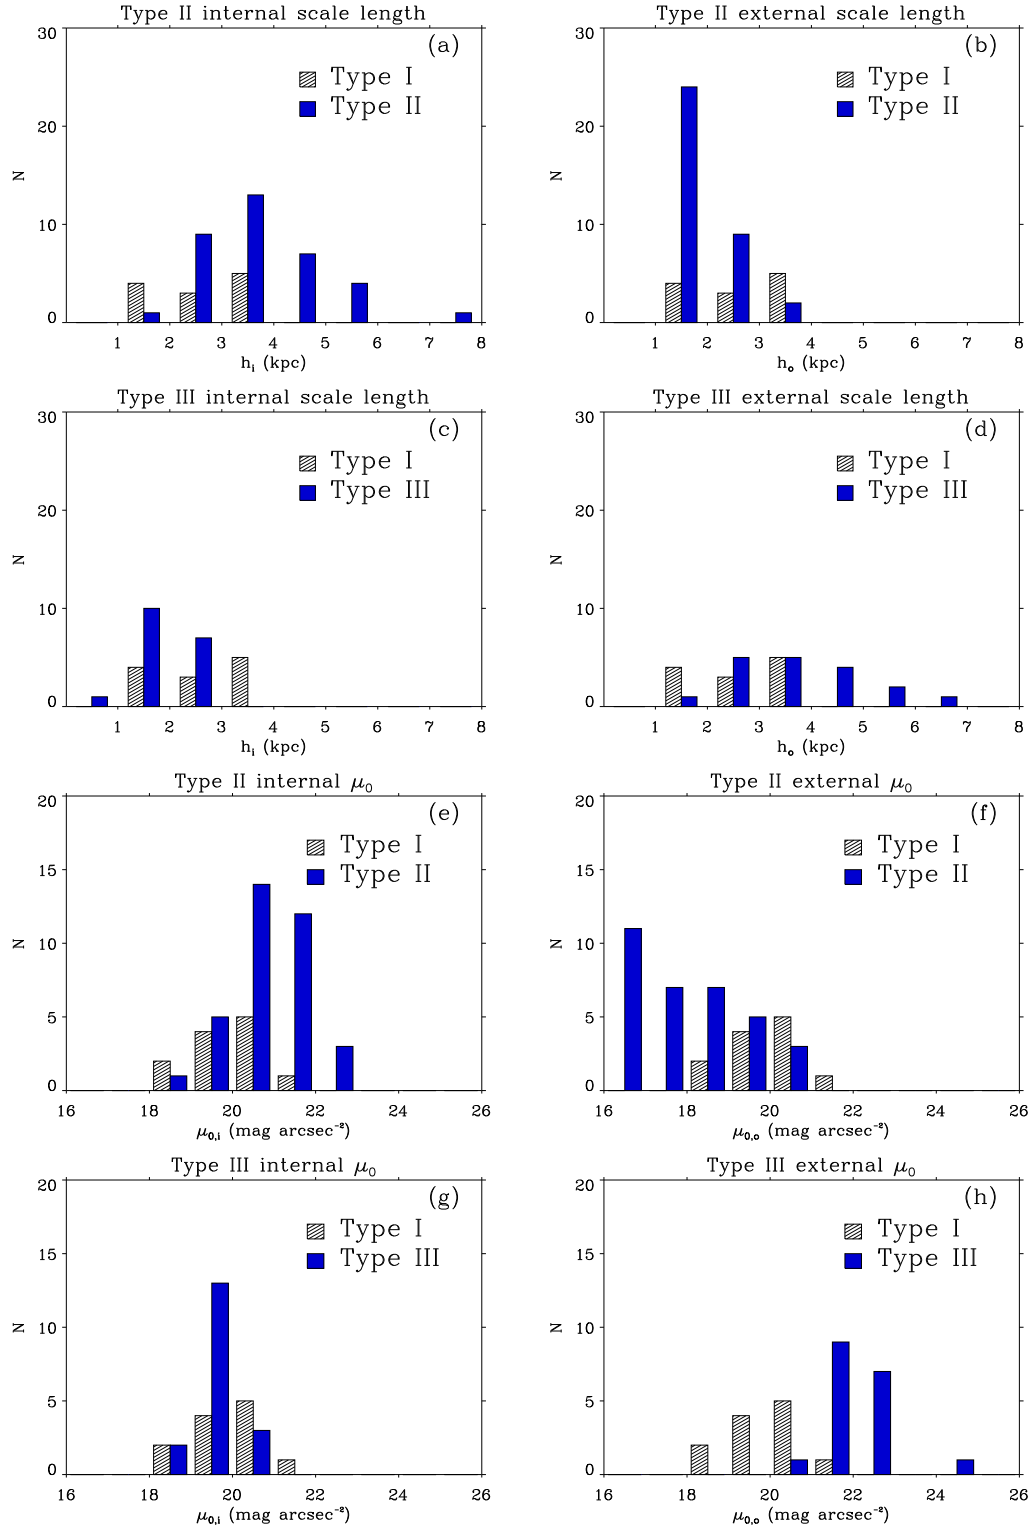 Type II internal scale length
(a)
Type I
Type II
N
30
20
10
0
1 2 3 4 5 6 7 8
h_i (kpc)
Type II external scale length
(b)
Type I
Type II
N
30
20
10
0
1 2 3 4 5 6 7 8
h_o (kpc)
Type III internal scale length
(c)
Type I
Type III
N
30
20
10
0
1 2 3 4 5 6 7 8
h_i (kpc)
Type III external scale length
(d)
Type I
Type III
N
30
20
10
0
1 2 3 4 5 6 7 8
h_o (kpc)
Type II internal μ_0
(e)
Type I
Type II
N
20
15
10
5
0
16 18 20 22 24 26
μ_0,i (mag arcsec⁻²)
Type II external μ_0
(f)
Type I
Type II
N
20
15
10
5
0
16 18 20 22 24 26
μ_0,o (mag arcsec⁻²)
Type III internal μ_0
(g)
Type I
Type III
N
20
15
10
5
0
16 18 20 22 24 26
μ_0,i (mag arcsec⁻²)
Type III external μ_0
(h)
Type I
Type III
N
20
15
10
5
0
16 18 20 22 24 26
μ_0,o (mag arcsec⁻²)